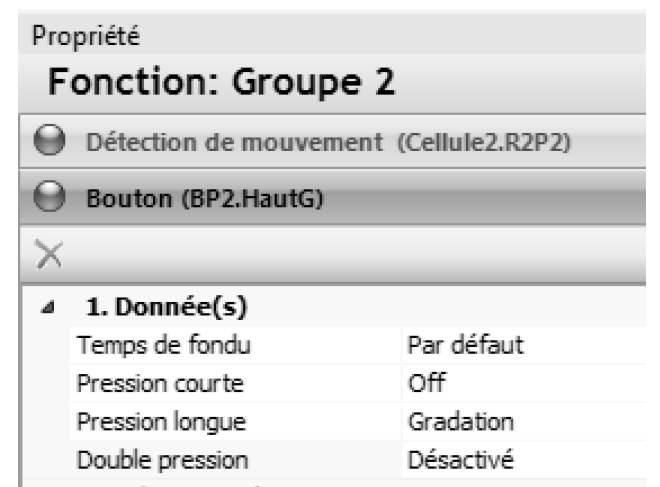 Propriété
Fonction: Groupe 2
Détection de mouvement (Cellule2.R2P2)
Bouton (BP2.HautG)
1. Donnée(s)
Temps de fondu Par défaut
Pression courte Off
Pression longue Gradation
Double pression Désactivé